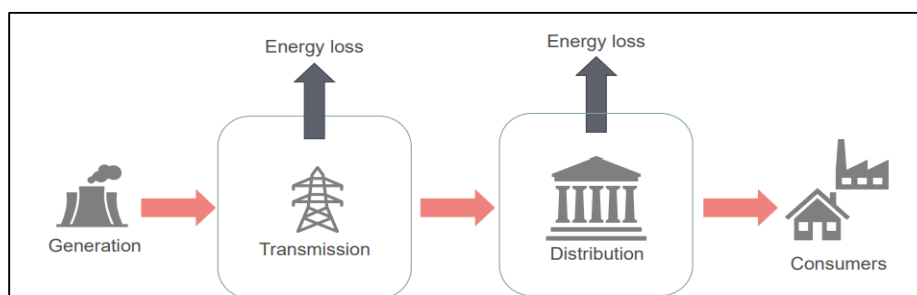 Energy loss
Energy loss
Generation
Transmission
Distribution
Consumers